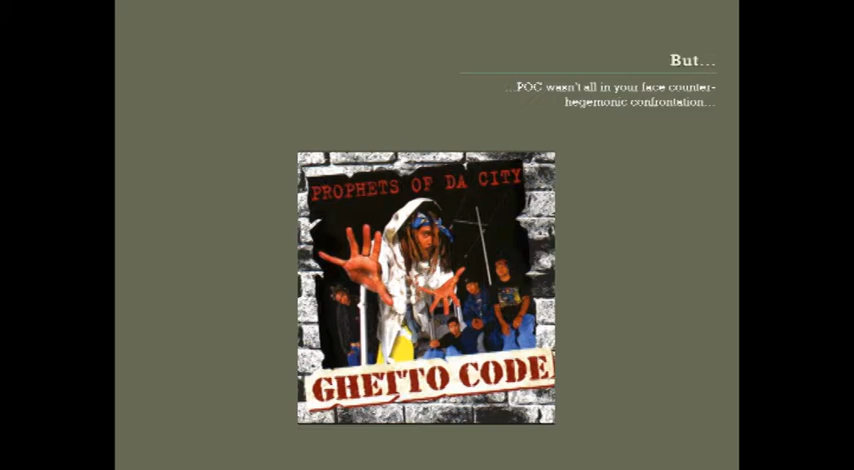 But...
...POC wasn't all in your face counter-
hegemonic confrontation...
PROPHETS OF DA CITY
GHETTO CODE